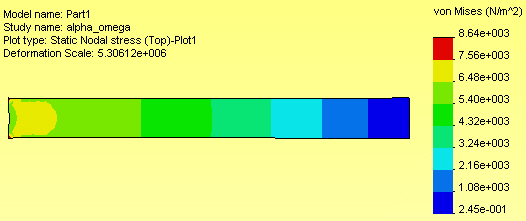 Model name: Part1
Study name: alpha_omega
Plot type: Static Nodal stress (Top)-Plot1
Deformation Scale: 5.30612e+006
von Mises (N/m^2)
8.64e+003
7.56e+003
6.48e+003
5.40e+003
4.32e+003
3.24e+003
2.16e+003
1.08e+003
2.45e-001